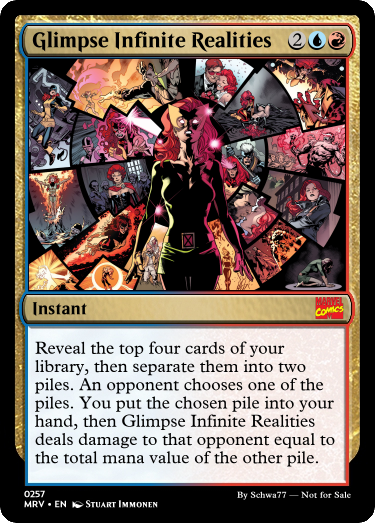 Glimpse Infinite Realities 2
Instant
MARVEL
COMICS
Reveal the top four cards of your
library, then separate them into two
piles. An opponent chooses one of the
piles. You put the chosen pile into your
hand, then Glimpse Infinite Realities
deals damage to that opponent equal to
the total mana value of the other pile.
0257
MRV • EN Stuart Immonen
By Schwa77 — Not for Sale